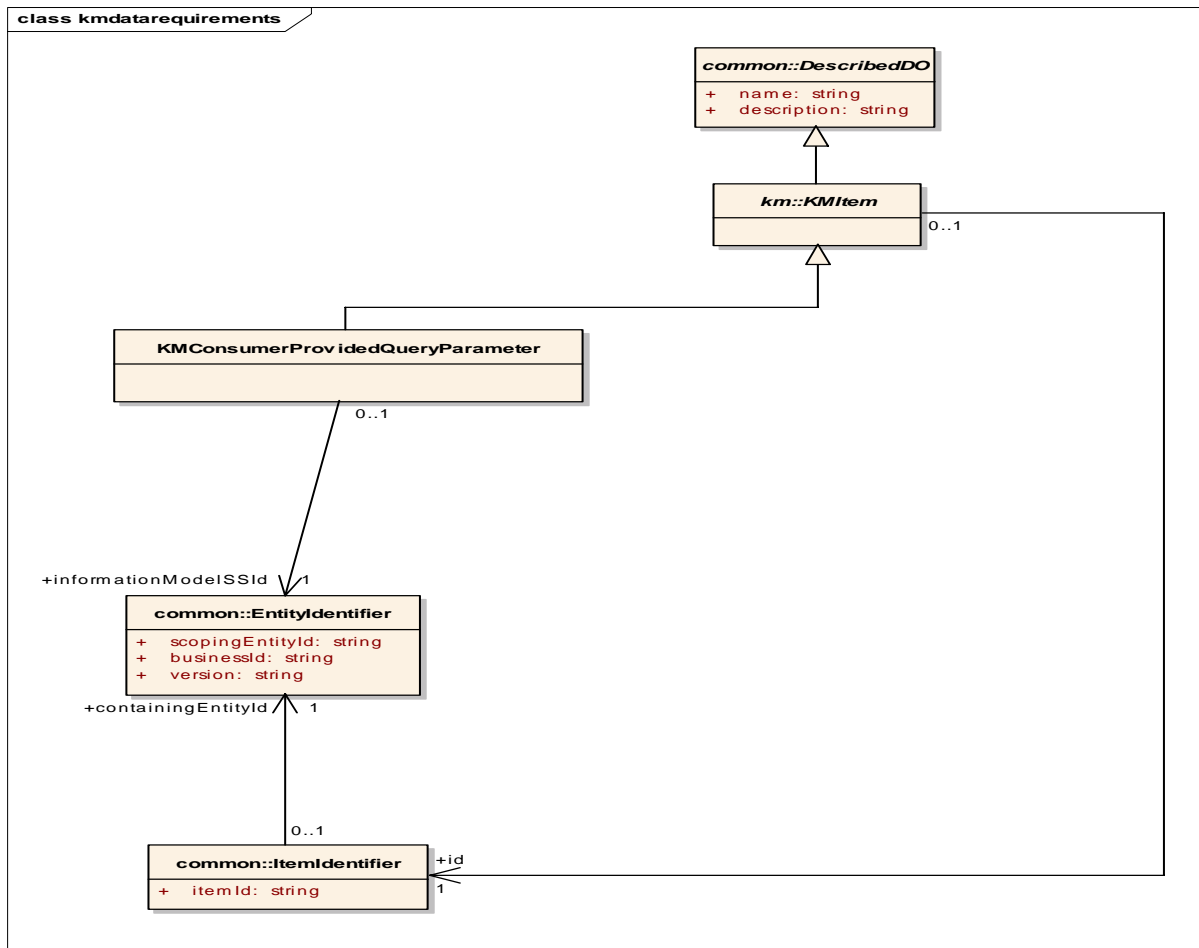 class kmdatarequirements
common::DescribedDO
+ name: string
+ description: string
km::KMItem
0..1
KMConsumerProvidedQueryParameter
0..1
+informationModelSSId
1
common::EntityIdentifier
+ scopingEntityId: string
+ businessId: string
+ version: string
+containingEntityId
1
0..1
common::ItemIdentifier
+ itemId: string
+id
1